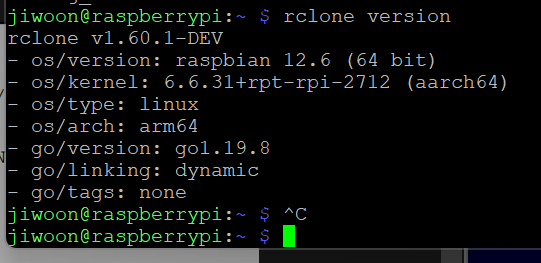 jiwoon@raspberrypi:~ $ rclone version
rclone v1.60.1-DEV
- os/version: raspbian 12.6 (64 bit)
- os/kernel: 6.6.31+rpt-rpi-2712 (aarch64)
- os/type: linux
- os/arch: arm64
- go/version: go1.19.8
- go/linking: dynamic
- go/tags: none
jiwoon@raspberrypi:~ $ ^C
jiwoon@raspberrypi:~ $